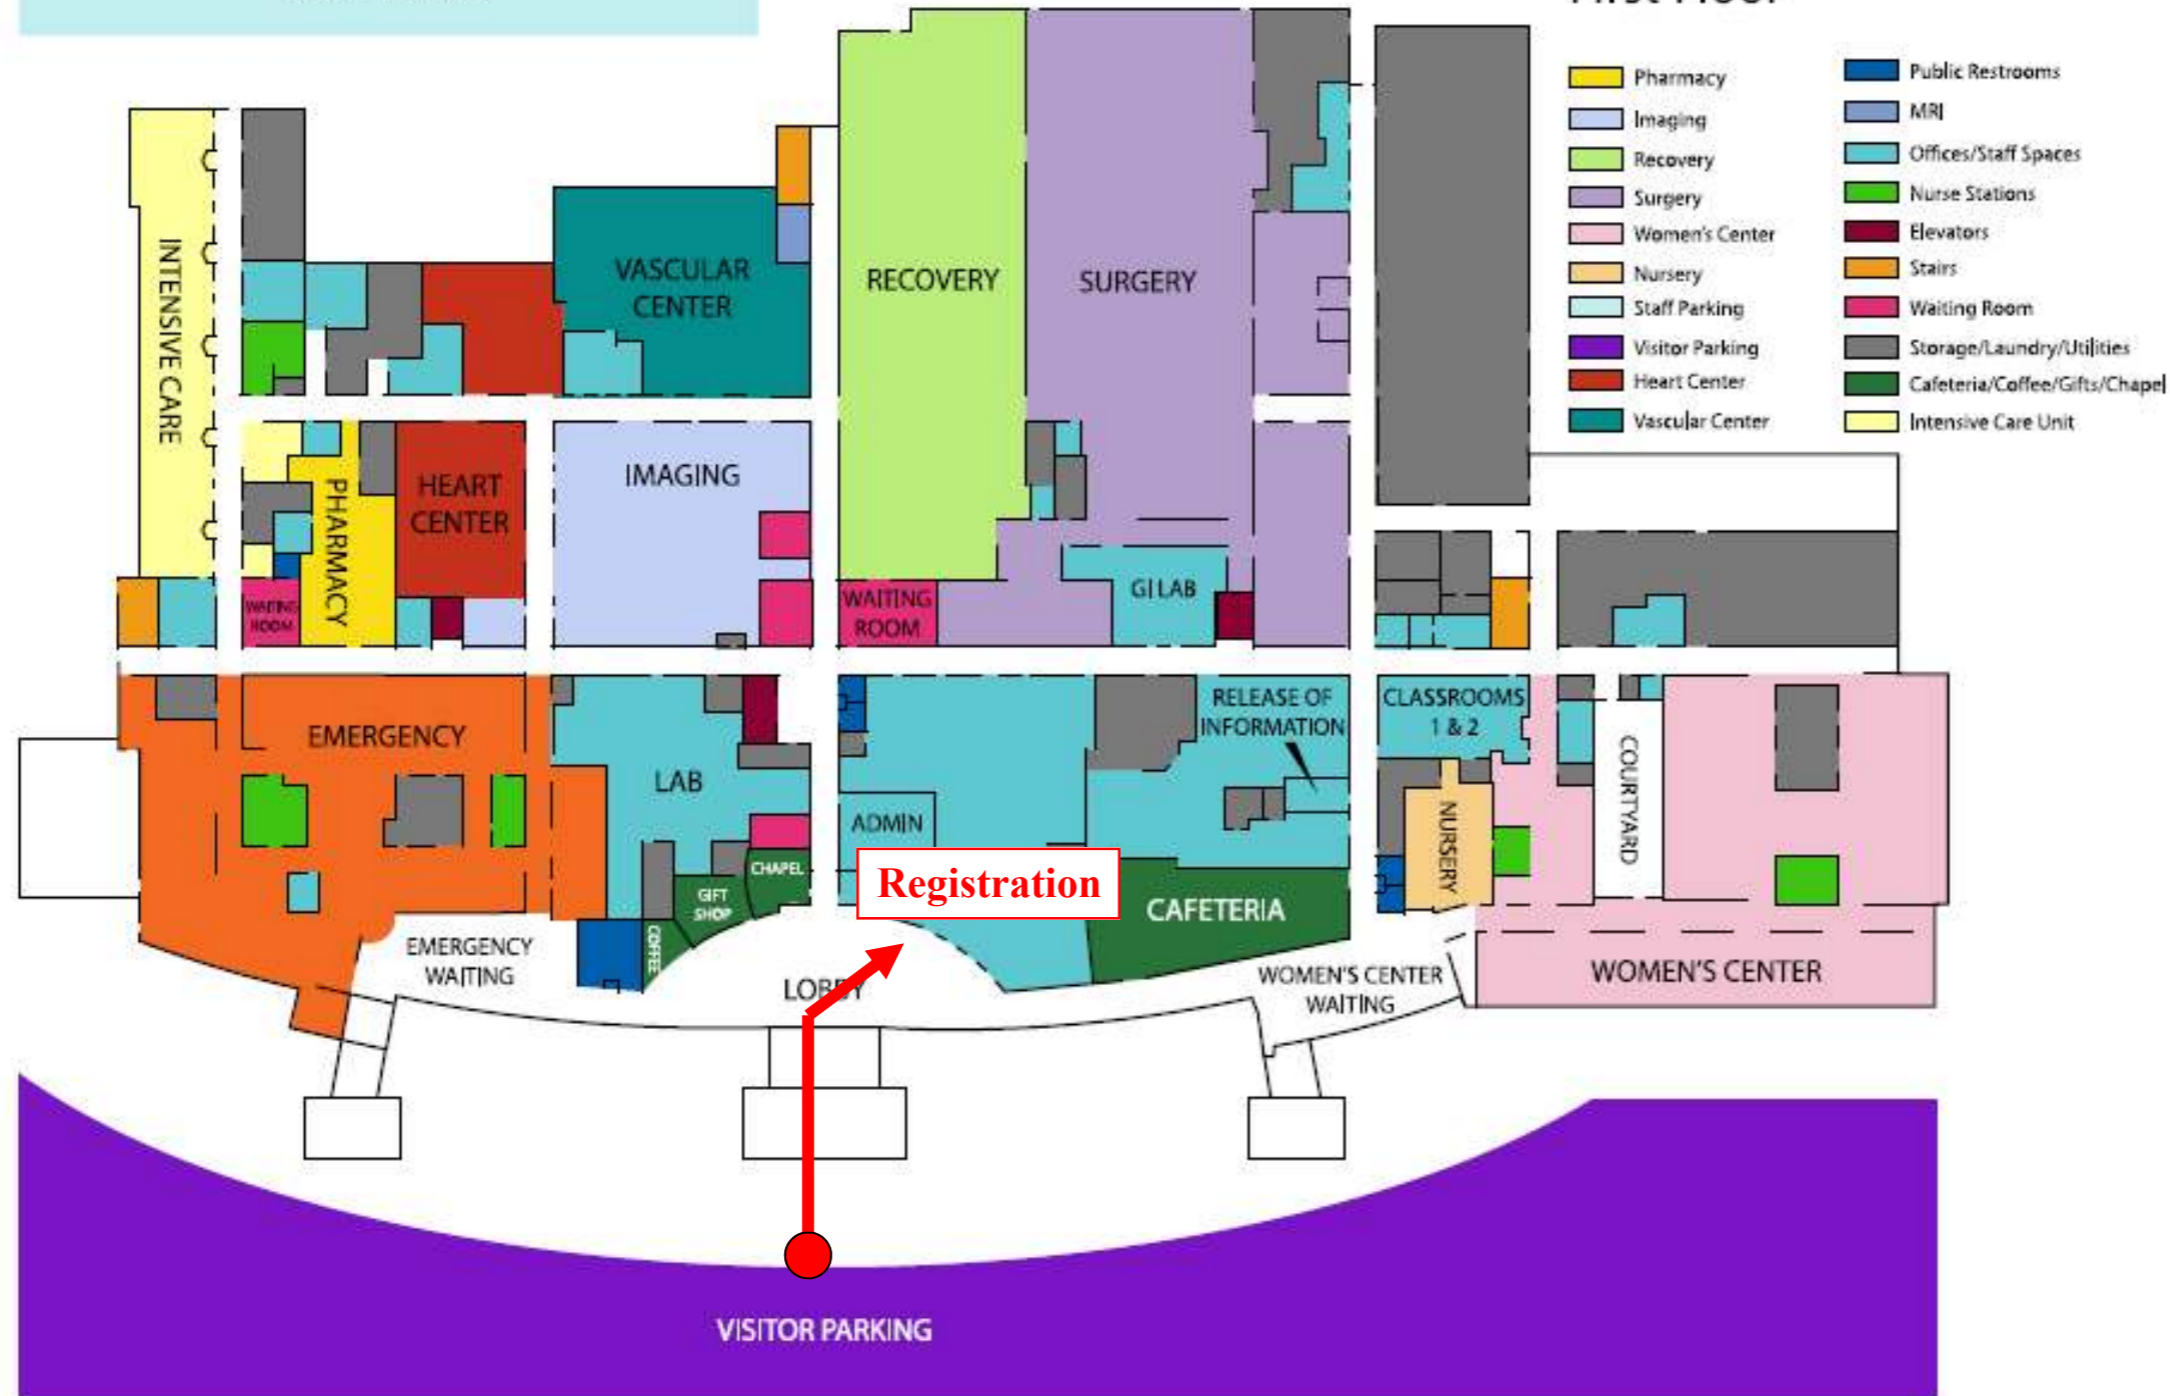 Pharmacy
Imaging
Recovery
Surgery
Women's Center
Nursery
Staff Parking
Visitor Parking
Heart Center
Vascular Center
Public Restrooms
MRI
Offices/Staff Spaces
Nurse Stations
Elevators
Stairs
Waiting Room
Storage/Laundry/Utilities
Cafeteria/Coffee/Gifts/Chapel
Intensive Care Unit
INTENSIVE CARE
VASCULAR
CENTER
RECOVERY
SURGERY
PHARMACY
HEART
CENTER
IMAGING
WAITING
ROOM
WAITING
ROOM
GI LAB
EMERGENCY
LAB
ADMIN
RELEASE OF
INFORMATION
CLASSROOMS
1 & 2
COURTYARD
NURSERY
CHAPEL
GIFT
SHOP
COFFEE
Registration
CAFETERIA
EMERGENCY
WAITING
LOBBY
WOMEN'S CENTER
WAITING
WOMEN'S CENTER
VISITOR PARKING